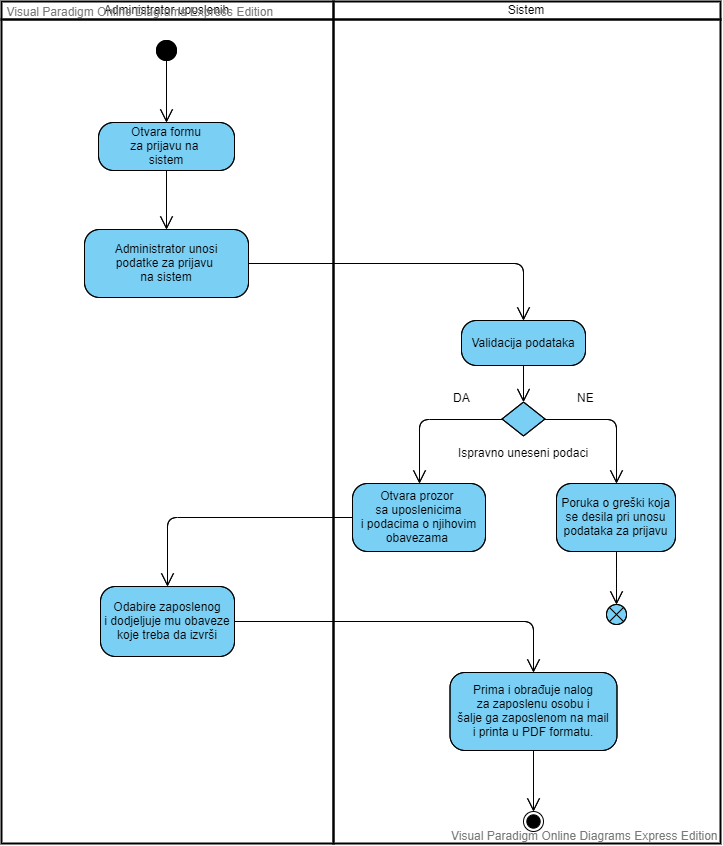 Visual Paradigm Online Diagrams Express Edition
Administrator uposlenih
Sistem
Otvara formu
za prijavu na
sistem
Administrator unosi
podatke za prijavu
na sistem
Validacija podataka
DA
NE
Ispravno uneseni podaci
Otvara prozor
sa uposlenicima
i podacima o njihovim
obavezama
Poruka o greški koja
se desila pri unosu
podataka za prijavu
Odabire zaposlenog
i dodjeljuje mu obaveze
koje treba da izvrši
Prima i obrađuje nalog
za zaposlenu osobu i
šalje ga zaposlenom na mail
i printa u PDF formatu.
Visual Paradigm Online Diagrams Express Edition